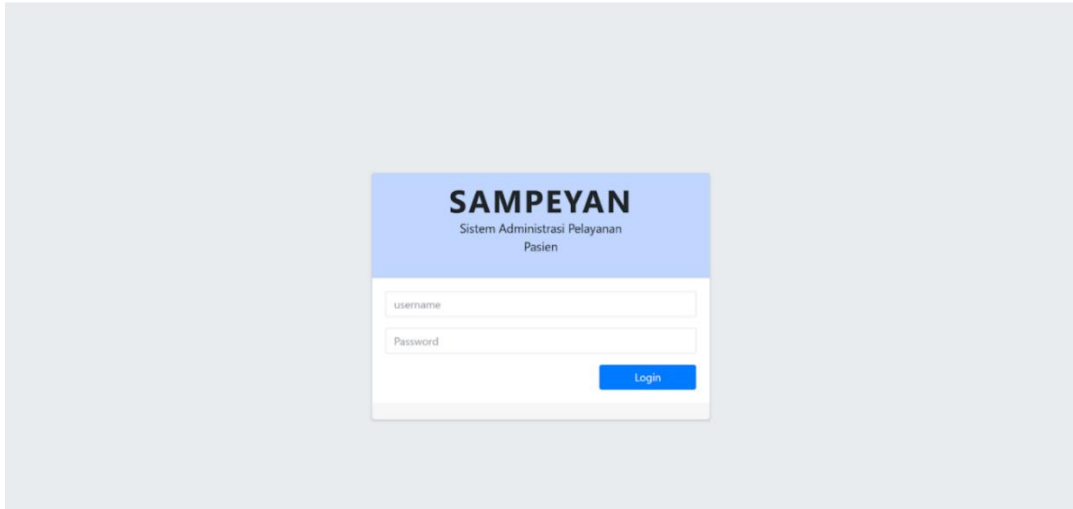 SAMPEYAN
Sistem Administrasi Pelayanan
Pasien
username
Password
Login